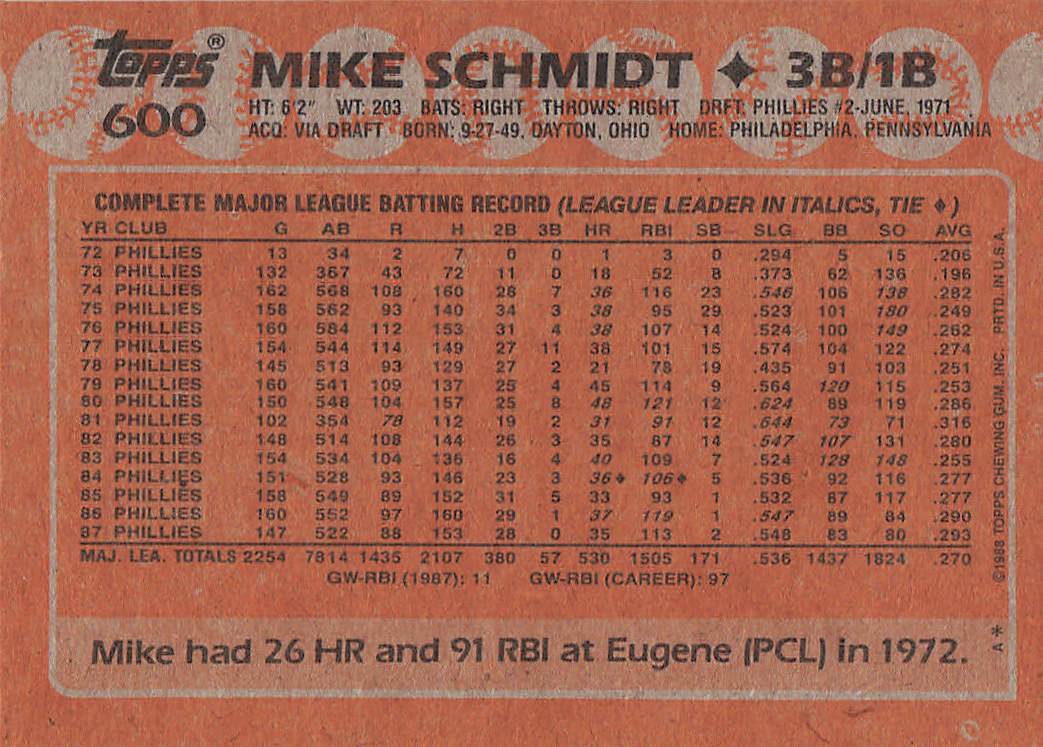 topps® MIKE SCHMIDT ✦ 3B/1B
600 HT: 6'2" WT: 203 BATS: RIGHT THROWS: RIGHT DRFT: PHILLIES #2-JUNE, 1971
ACQ: VIA DRAFT BORN: 9-27-49, DAYTON, OHIO HOME: PHILADELPHIA, PENNSYLVANIA
COMPLETE MAJOR LEAGUE BATTING RECORD (LEAGUE LEADER IN ITALICS, TIE ♦)
YR CLUB G AB R H 2B 3B HR RBI SB SLG BB SO AVG
72 PHILLIES 13 34 2 7 0 0 1 3 0 .294 5 15 .206
73 PHILLIES 132 367 43 72 11 0 18 52 8 .373 62 136 .196
74 PHILLIES 162 568 108 160 28 7 36 116 23 .546 106 138 .282
75 PHILLIES 158 562 93 140 34 3 38 95 29 .523 101 180 .249
76 PHILLIES 160 584 112 153 31 4 38 107 14 .524 100 149 .262
77 PHILLIES 154 544 114 149 27 11 38 101 15 .574 104 122 .274
78 PHILLIES 145 513 93 129 27 2 21 78 19 .435 91 103 .251
79 PHILLIES 160 541 109 137 25 4 45 114 9 .564 120 115 .253
80 PHILLIES 150 548 104 157 25 8 48 121 12 .624 89 119 .286
81 PHILLIES 102 354 78 112 19 2 31 91 12 .644 73 71 .316
82 PHILLIES 148 514 108 144 26 3 35 87 14 .547 107 131 .280
83 PHILLIES 154 534 104 136 16 4 40 109 7 .524 128 148 .255
84 PHILLIES 151 528 93 146 23 3 36♦ 106♦ 5 .536 92 116 .277
85 PHILLIES 158 549 89 152 31 5 33 93 1 .532 87 117 .277
86 PHILLIES 160 552 97 160 29 1 37 119 1 .547 89 84 .290
87 PHILLIES 147 522 88 153 28 0 35 113 2 .548 83 80 .293
MAJ. LEA. TOTALS 2254 7814 1435 2107 380 57 530 1505 171 .536 1437 1824 .270
GW-RBI (1987): 11 GW-RBI (CAREER): 97
Mike had 26 HR and 91 RBI at Eugene (PCL) in 1972.
A* ©1988 TOPPS CHEWING GUM, INC. PRTD. IN U.S.A.